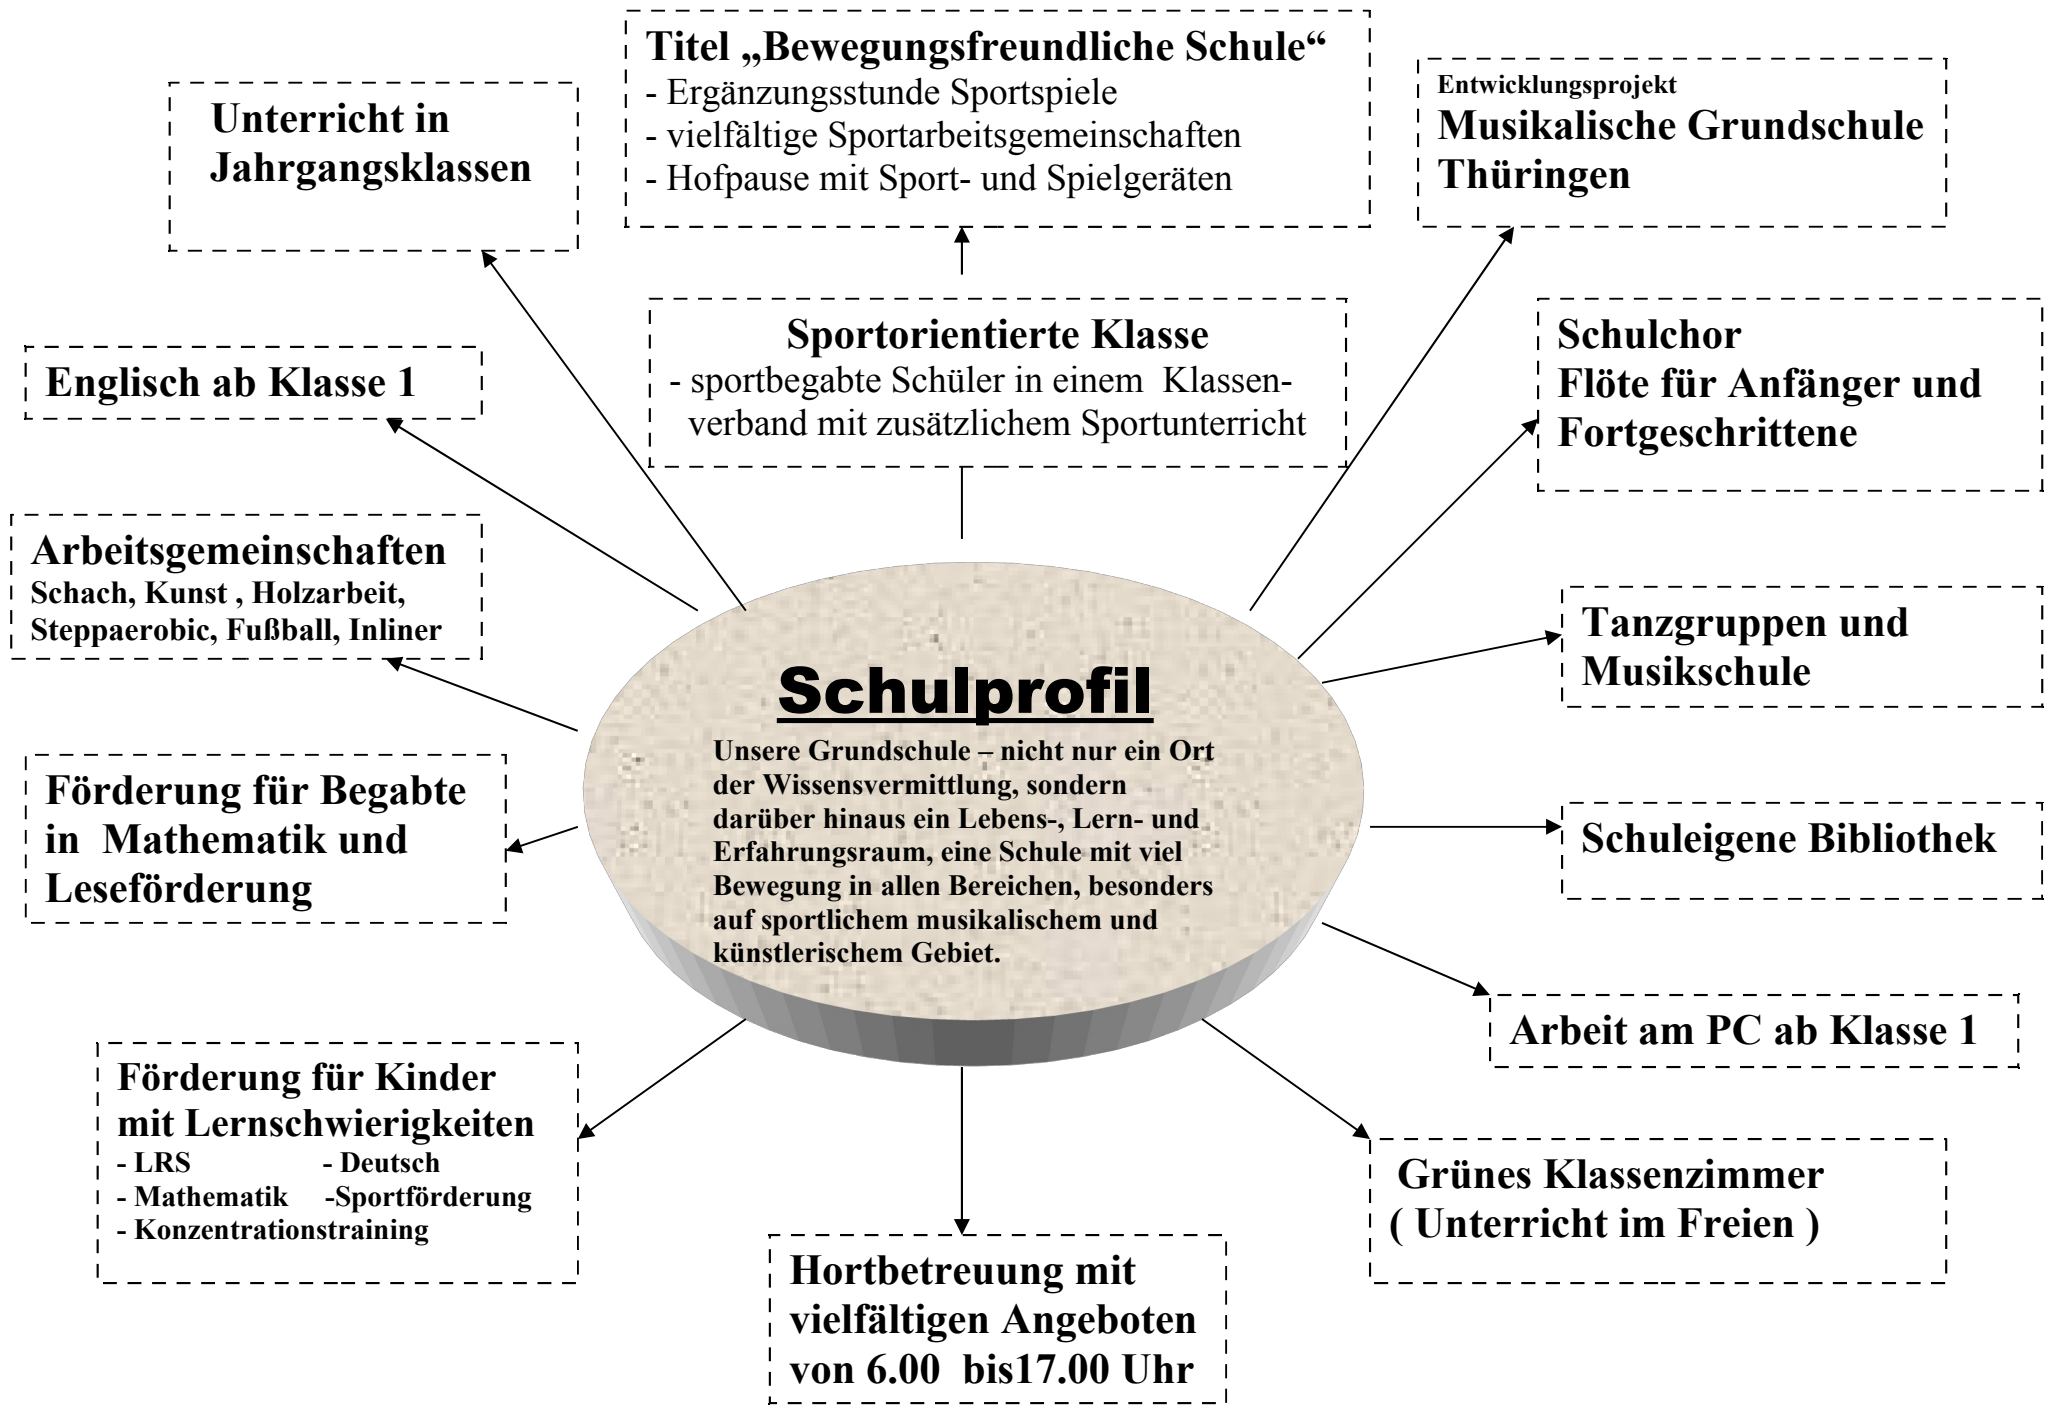 Titel „Bewegungsfreundliche Schule“
- Ergänzungsstunde Sportspiele
- vielfältige Sportarbeitsgemeinschaften
- Hofpause mit Sport- und Spielgeräten
Unterricht in
Jahrgangsklassen
Entwicklungsprojekt
Musikalische Grundschule
Thüringen
Sportorientierte Klasse
- sportbegabte Schüler in einem Klassen-
verband mit zusätzlichem Sportunterricht
Englisch ab Klasse 1
Schulchor
Flöte für Anfänger und
Fortgeschrittene
Arbeitsgemeinschaften
Schach, Kunst , Holzarbeit,
Steppaerobic, Fußball, Inliner
Tanzgruppen und
Musikschule
Schulprofil
Unsere Grundschule – nicht nur ein Ort
der Wissensvermittlung, sondern
darüber hinaus ein Lebens-, Lern- und
Erfahrungsraum, eine Schule mit viel
Bewegung in allen Bereichen, besonders
auf sportlichem musikalischem und
künstlerischem Gebiet.
Förderung für Begabte
in Mathematik und
Leseförderung
Schuleigene Bibliothek
Arbeit am PC ab Klasse 1
Förderung für Kinder
mit Lernschwierigkeiten
- LRS - Deutsch
- Mathematik -Sportförderung
- Konzentrationstraining
Grünes Klassenzimmer
( Unterricht im Freien )
Hortbetreuung mit
vielfältigen Angeboten
von 6.00 bis17.00 Uhr